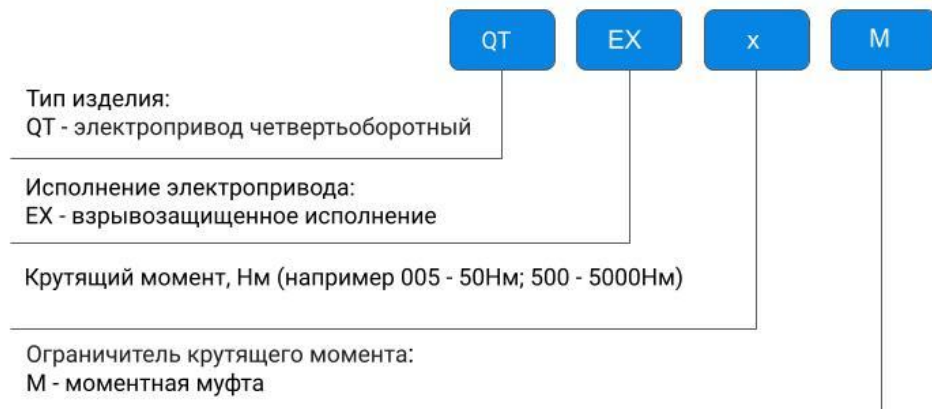 QT EX x M
Тип изделия:
QT - электропривод четвертьоборотный
Исполнение электропривода:
EX - взрывозащищенное исполнение
Крутящий момент, Нм (например 005 - 50Нм; 500 - 5000Нм)
Ограничитель крутящего момента:
М - моментная муфта